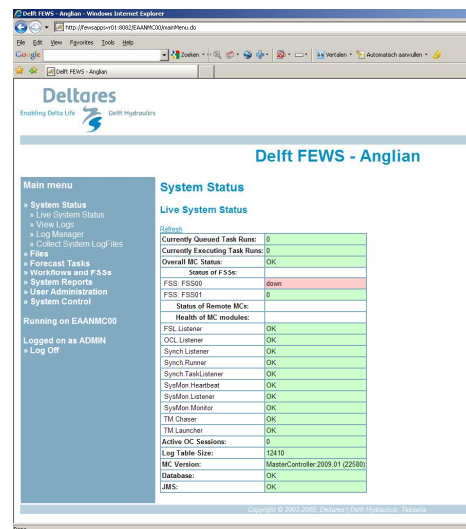 Delft FEWS - Anglian - Windows Internet Explorer
http://fewsappsvr01:8082/EAANMC00/mainMenu.do
File Edit View Favorites Tools Help
Google Zoeken Vertalen Automatisch aanvullen
Delft FEWS - Anglian
Deltares
Enabling Delta Life Delft Hydraulics
Delft FEWS - Anglian
Main menu
» System Status
» Live System Status
» View Logs
» Log Manager
» Collect System LogFiles
» Files
» Forecast Tasks
» Workflows and FSSs
» System Reports
» User Administration
» System Control
Running on EAANMC00
Logged on as ADMIN
» Log Off
System Status
Live System Status
Refresh
Currently Queued Task Runs: 0
Currently Executing Task Runs: 0
Overall MC Status: OK
Status of FSSs:
FSS: FSS00 down
FSS: FSS01 0
Status of Remote MCs:
Health of MC modules:
FSL.Listener OK
OCL.Listener OK
Synch.Listener OK
Synch.Runner OK
Synch.TaskListener OK
SysMon.Heartbeat OK
SysMon.Listener OK
SysMon.Monitor OK
TM.Chaser OK
TM.Launcher OK
Active OC Sessions: 0
Log Table Size: 12410
MC Version: MasterController.2009.01 (22580)
Database: OK
JMS: OK
Copyright © 2003-2008, Deltares | Delft Hydraulics, Tessella